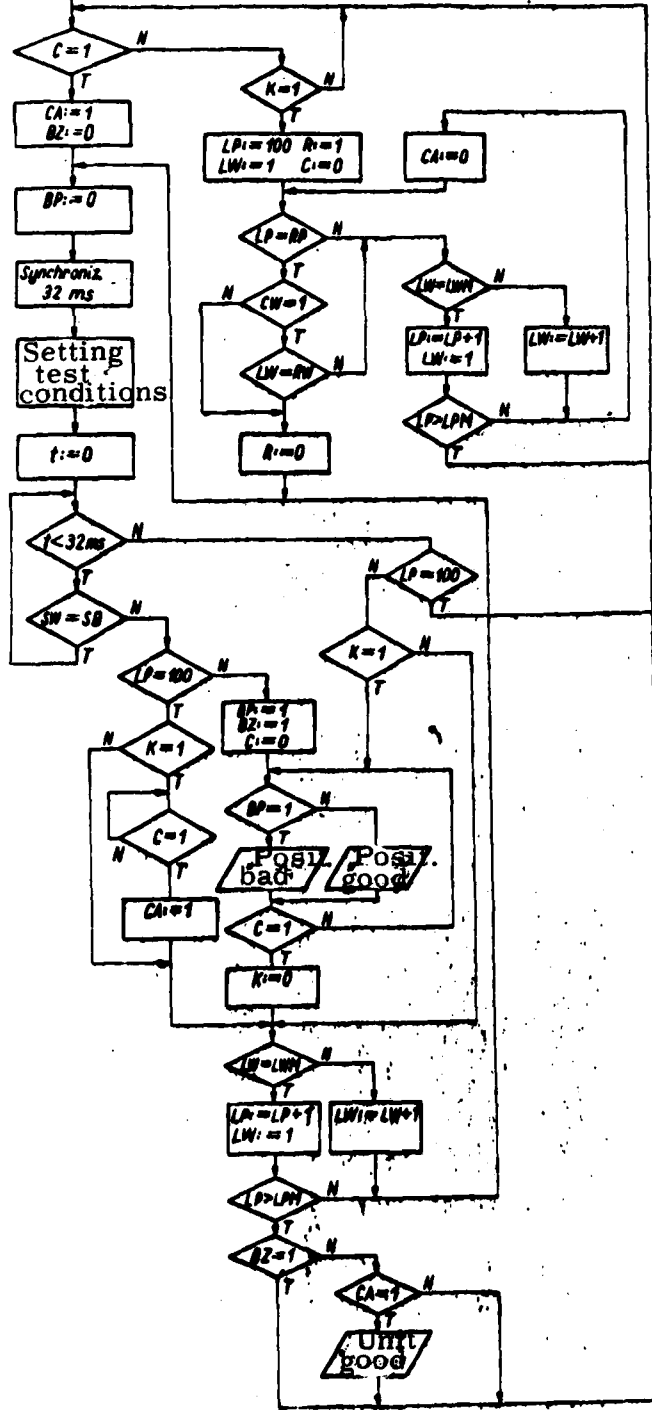 C=1
N
T
K=1
N
T
CA:=1
BZ:=0
LP:=100 R:=1
LW:=1 C:=0
CA:=0
BP:=0
LP=RP
N
T
Synchroniz.
32 ms
CW=1
N
T
LW=LWM
N
T
Setting
test
conditions
LP:=LP+1
LW:=1
LW:=LW+1
LW=RW
N
T
LP>LPM
N
T
t:=0
R:=0
t<32ms
N
T
LP=100
N
T
SW=SB
N
T
K=1
N
T
LP=100
N
T
BP:=1
BZ:=1
C:=0
K=1
N
T
BP=1
N
T
C=1
N
T
Posit.
bad
Posit.
good
CA:=1
C=1
N
T
K:=0
LW=LWM
N
T
LP:=LP+1
LW:=1
LW:=LW+1
LP>LPM
N
T
BZ=1
N
T
CA=1
N
T
Unit
good